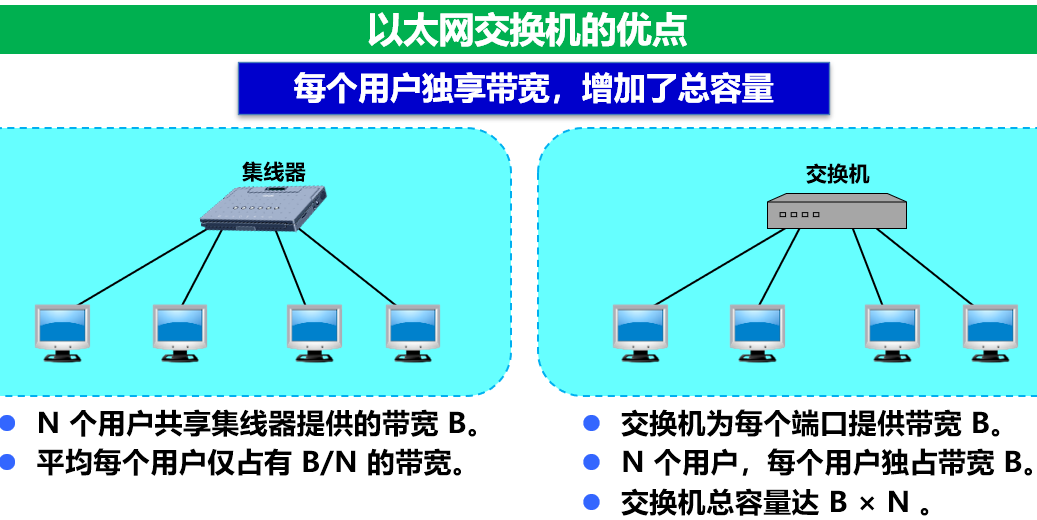 以太网交换机的优点
每个用户独享带宽，增加了总容量
集线器
N 个用户共享集线器提供的带宽 B。
平均每个用户仅占有 B/N 的带宽。
交换机
交换机为每个端口提供带宽 B。
N 个用户，每个用户独占带宽 B。
交换机总容量达 B × N 。